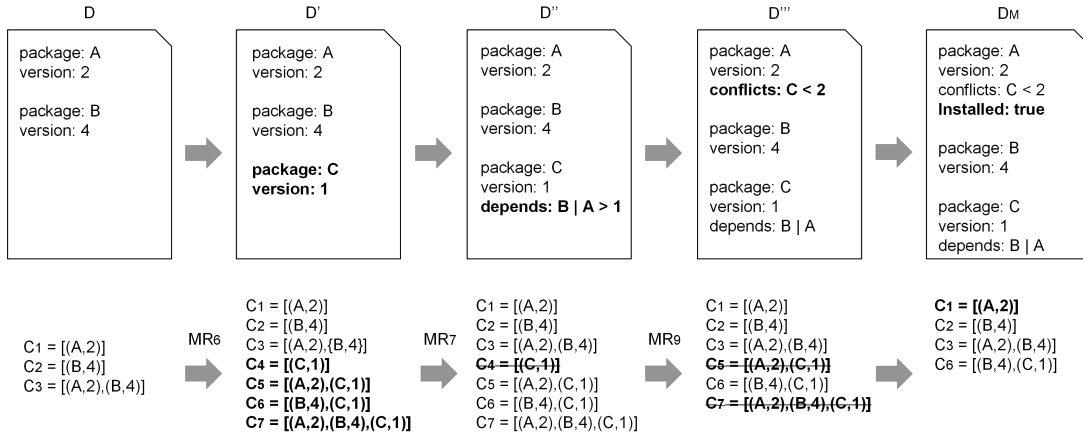 D
package: A
version: 2
package: B
version: 4
D'
package: A
version: 2
package: B
version: 4
package: C
version: 1
D''
package: A
version: 2
package: B
version: 4
package: C
version: 1
depends: B | A > 1
D'''
package: A
version: 2
conflicts: C < 2
package: B
version: 4
package: C
version: 1
depends: B | A
DM
package: A
version: 2
conflicts: C < 2
Installed: true
package: B
version: 4
package: C
version: 1
depends: B | A
C1 = [(A,2)]
C2 = [(B,4)]
C3 = [(A,2),(B,4)]
MR6
C1 = [(A,2)]
C2 = [(B,4)]
C3 = [(A,2),{B,4}]
C4 = [(C,1)]
C5 = [(A,2),(C,1)]
C6 = [(B,4),(C,1)]
C7 = [(A,2),(B,4),(C,1)]
MR7
C1 = [(A,2)]
C2 = [(B,4)]
C3 = [(A,2),(B,4)]
C4 = [(C,1)]
C5 = [(A,2),(C,1)]
C6 = [(B,4),(C,1)]
C7 = [(A,2),(B,4),(C,1)]
MR9
C1 = [(A,2)]
C2 = [(B,4)]
C3 = [(A,2),(B,4)]
C5 = [(A,2),(C,1)]
C6 = [(B,4),(C,1)]
C7 = [(A,2),(B,4),(C,1)]
C1 = [(A,2)]
C2 = [(B,4)]
C3 = [(A,2),(B,4)]
C6 = [(B,4),(C,1)]